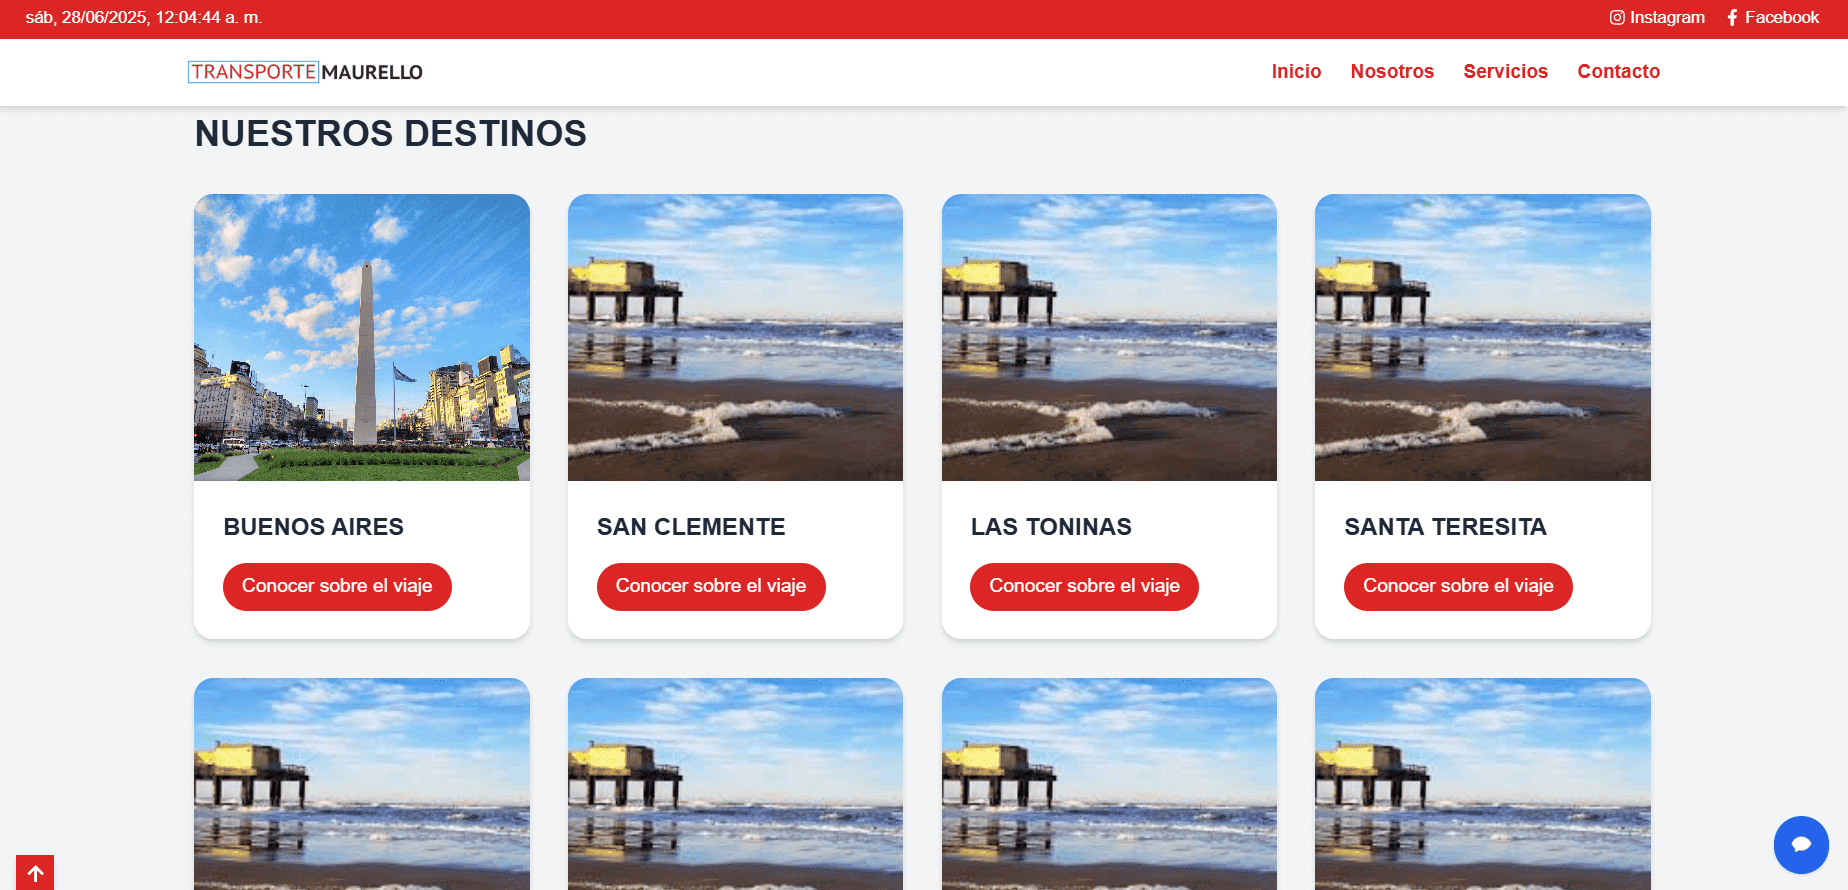 sáb, 28/06/2025, 12:04:44 a. m.
Instagram
Facebook
TRANSPORTE MAURELLO
Inicio
Nosotros
Servicios
Contacto
NUESTROS DESTINOS
BUENOS AIRES
Conocer sobre el viaje
SAN CLEMENTE
Conocer sobre el viaje
LAS TONINAS
Conocer sobre el viaje
SANTA TERESITA
Conocer sobre el viaje